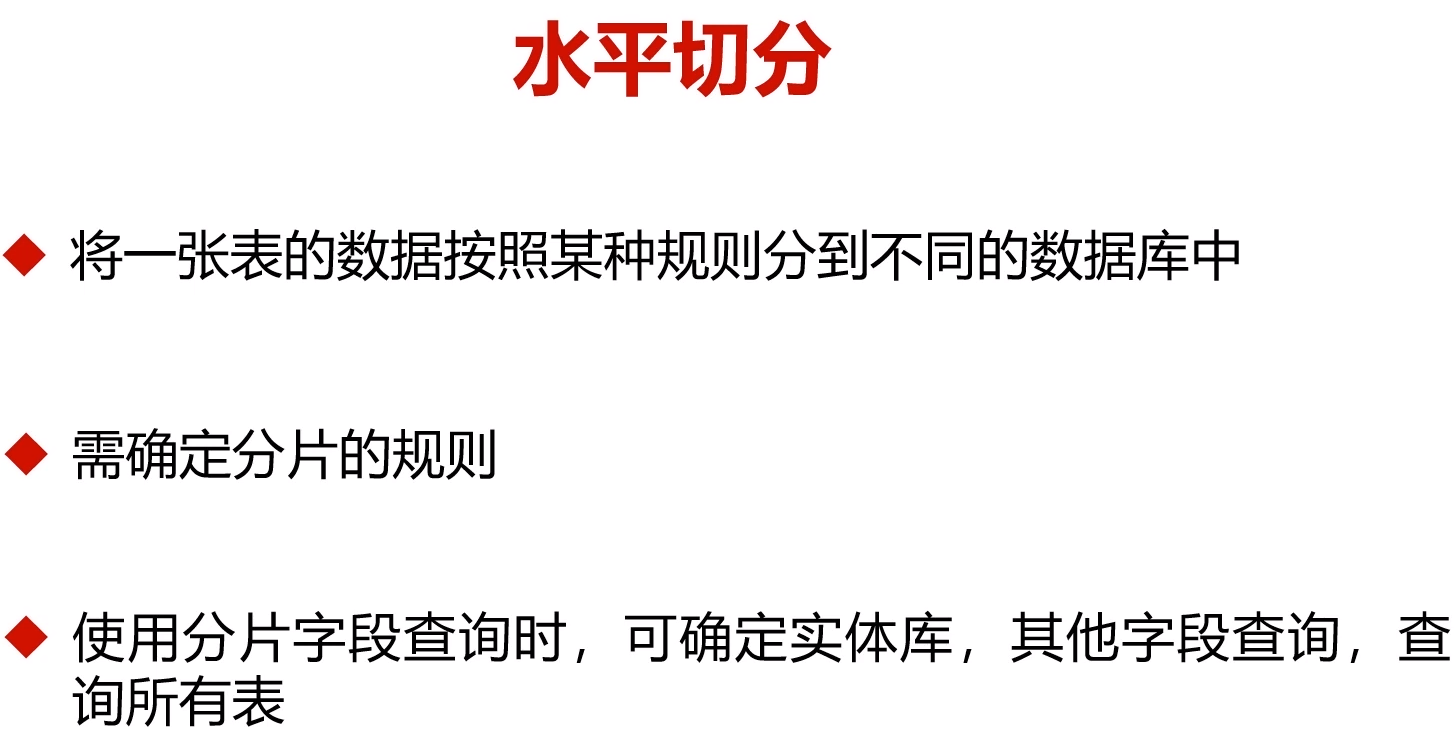 水平切分
将一张表的数据按照某种规则分到不同的数据库中
需确定分片的规则
使用分片字段查询时，可确定实体库，其他字段查询，查
询所有表